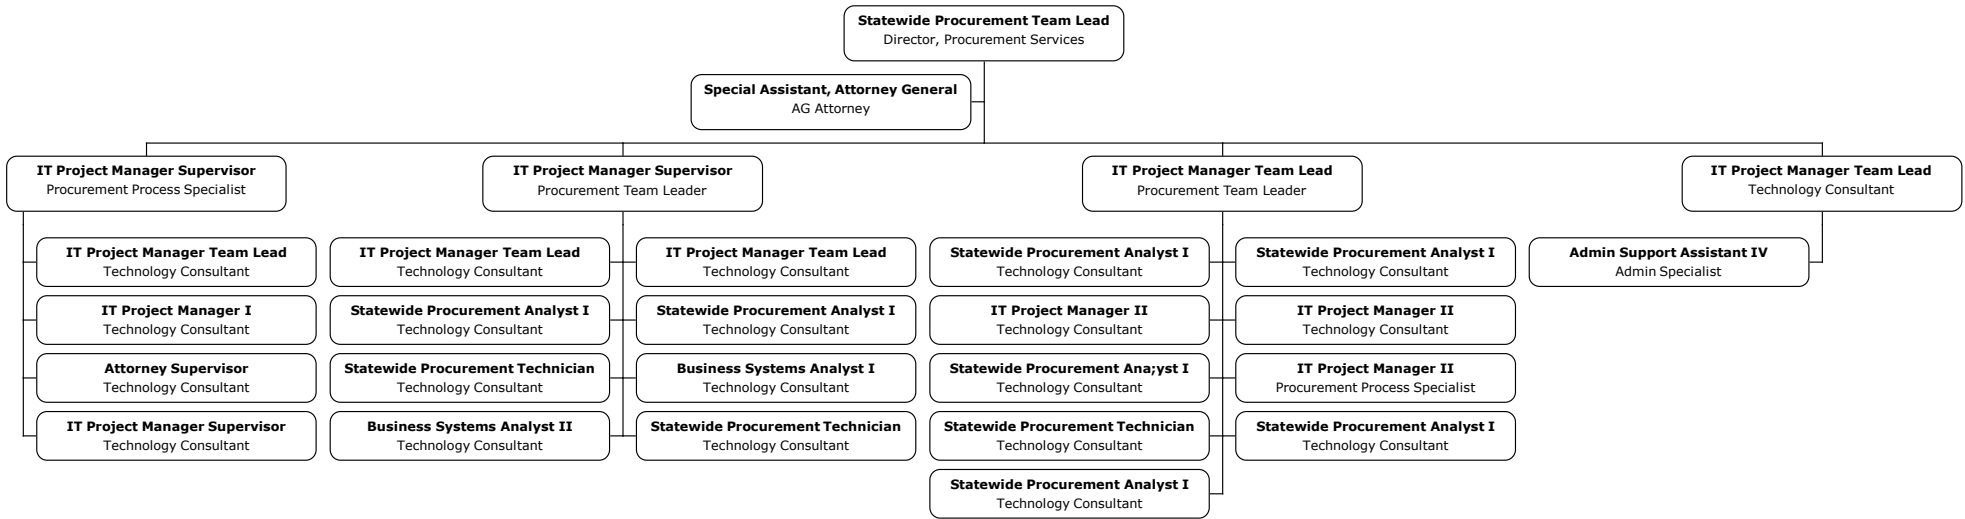 Statewide Procurement Team Lead
Director, Procurement Services
Special Assistant, Attorney General
AG Attorney
IT Project Manager Supervisor
Procurement Process Specialist
IT Project Manager Supervisor
Procurement Team Leader
IT Project Manager Team Lead
Procurement Team Leader
IT Project Manager Team Lead
Technology Consultant
IT Project Manager Team Lead
Technology Consultant
IT Project Manager I
Technology Consultant
Attorney Supervisor
Technology Consultant
IT Project Manager Supervisor
Technology Consultant
IT Project Manager Team Lead
Technology Consultant
Statewide Procurement Analyst I
Technology Consultant
Statewide Procurement Technician
Technology Consultant
Business Systems Analyst II
Technology Consultant
IT Project Manager Team Lead
Technology Consultant
Statewide Procurement Analyst I
Technology Consultant
Business Systems Analyst I
Technology Consultant
Statewide Procurement Technician
Technology Consultant
Statewide Procurement Analyst I
Technology Consultant
IT Project Manager II
Technology Consultant
Statewide Procurement Ana;yst I
Technology Consultant
Statewide Procurement Technician
Technology Consultant
Statewide Procurement Analyst I
Technology Consultant
Statewide Procurement Analyst I
Technology Consultant
IT Project Manager II
Technology Consultant
IT Project Manager II
Procurement Process Specialist
Statewide Procurement Analyst I
Technology Consultant
Admin Support Assistant IV
Admin Specialist